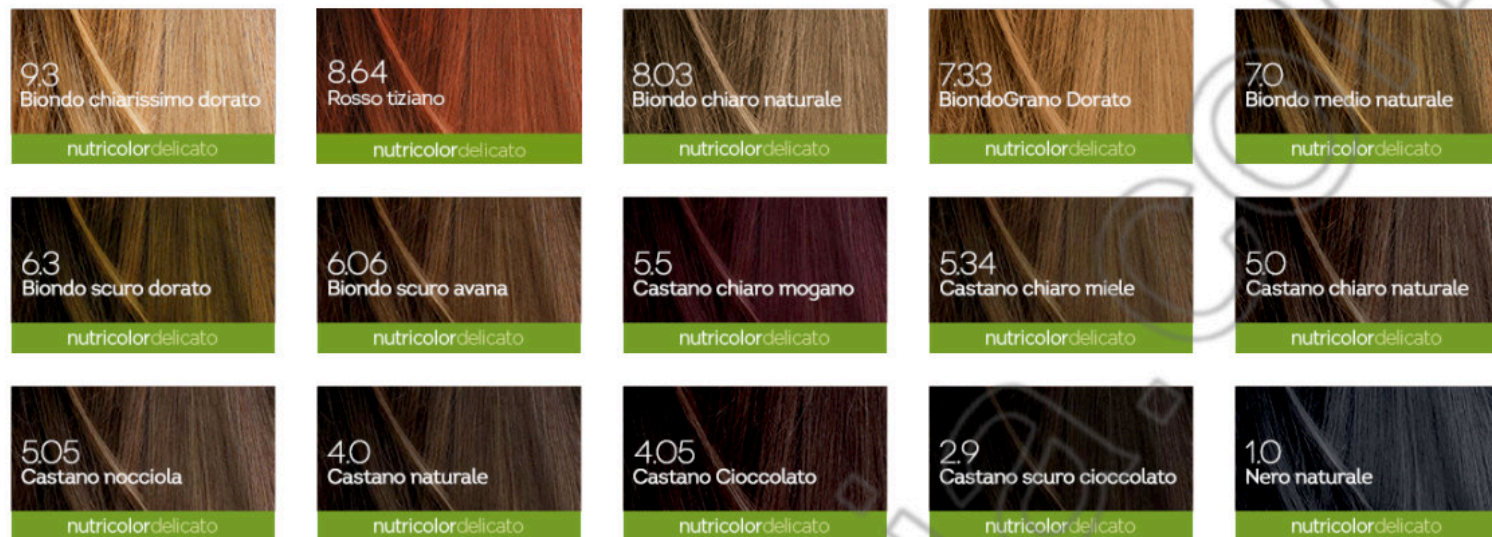 9.3
Biondo chiarissimo dorato
nutricolordelicato
8.64
Rosso tiziano
nutricolordelicato
8.03
Biondo chiaro naturale
nutricolordelicato
7.33
BiondoGrano Dorato
nutricolordelicato
7.0
Biondo medio naturale
nutricolordelicato
6.3
Biondo scuro dorato
nutricolordelicato
6.06
Biondo scuro avana
nutricolordelicato
5.5
Castano chiaro mogano
nutricolordelicato
5.34
Castano chiaro miele
nutricolordelicato
5.0
Castano chiaro naturale
nutricolordelicato
5.05
Castano nocciola
nutricolordelicato
4.0
Castano naturale
nutricolordelicato
4.05
Castano Cioccolato
nutricolordelicato
2.9
Castano scuro cioccolato
nutricolordelicato
1.0
Nero naturale
nutricolordelicato